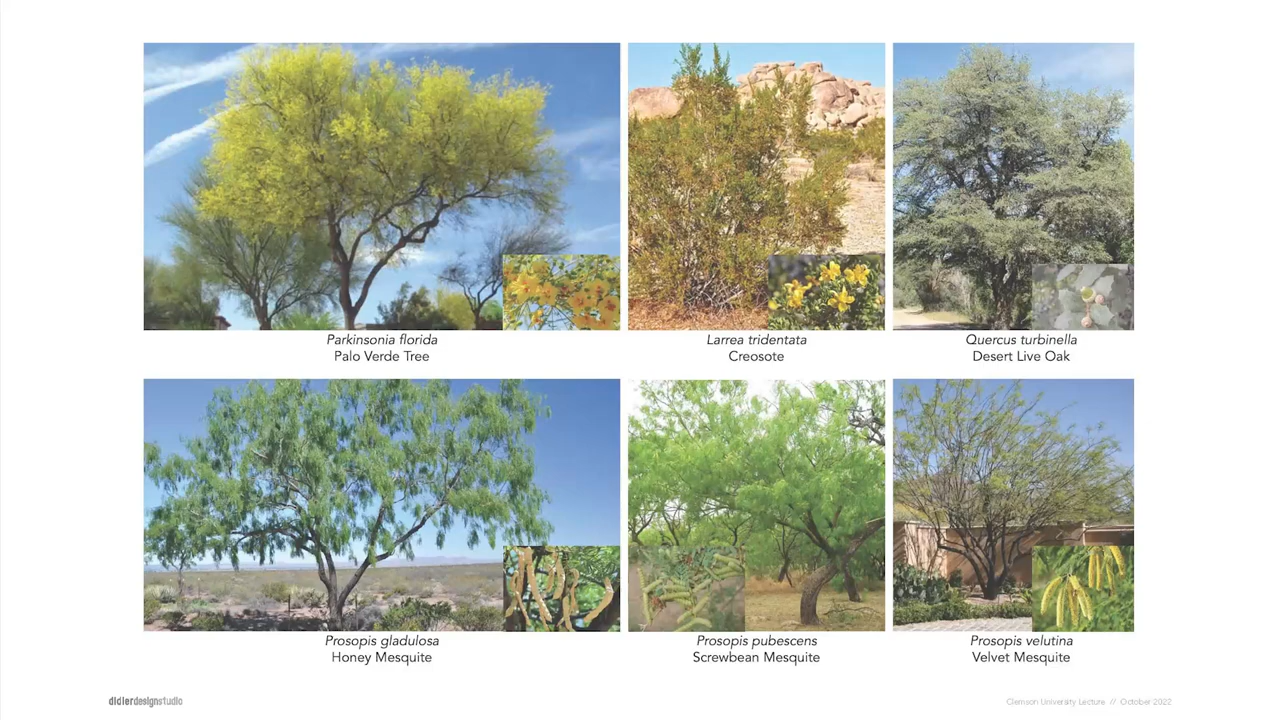 Parkinsonia florida
Palo Verde Tree
Larrea tridentata
Creosote
Quercus turbinella
Desert Live Oak
Prosopis gladulosa
Honey Mesquite
Prosopis pubescens
Screwbean Mesquite
Prosopis velutina
Velvet Mesquite
didierdesignstudio
Clemson University Lecture // October 2022